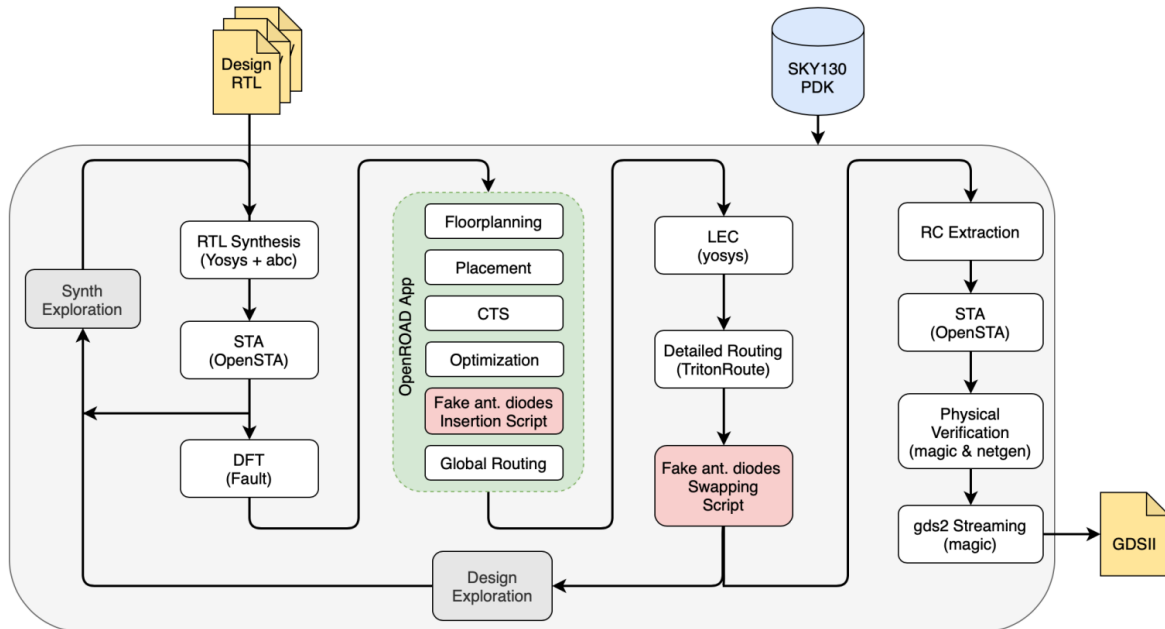 Design
RTL
SKY130
PDK
Synth
Exploration
RTL Synthesis
(Yosys + abc)
STA
(OpenSTA)
DFT
(Fault)
OpenROAD App
Floorplanning
Placement
CTS
Optimization
Fake ant. diodes
Insertion Script
Global Routing
LEC
(yosys)
Detailed Routing
(TritonRoute)
Fake ant. diodes
Swapping
Script
Design
Exploration
RC Extraction
STA
(OpenSTA)
Physical
Verification
(magic & netgen)
gds2 Streaming
(magic)
GDSII